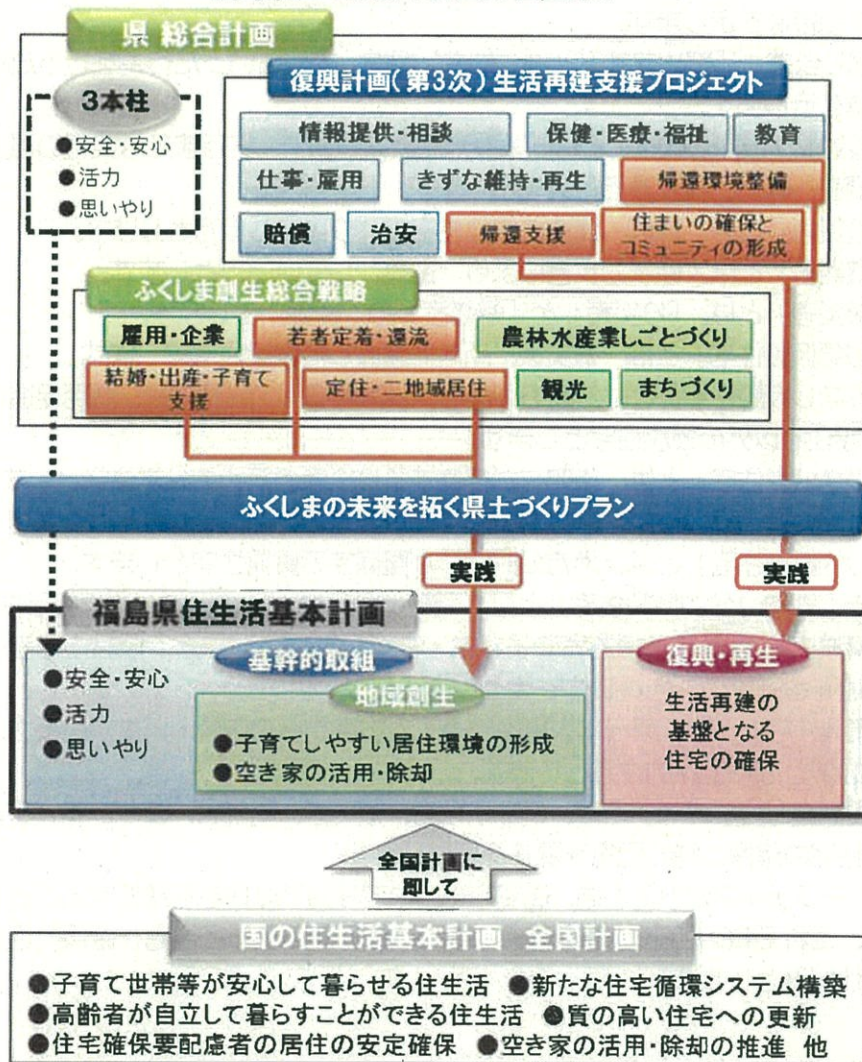 県 総合計画
3本柱
●安全・安心
●活力
●思いやり
復興計画(第3次) 生活再建支援プロジェクト
情報提供・相談
保健・医療・福祉
教育
仕事・雇用
きずな維持・再生
帰還環境整備
賠償
治安
帰還支援
住まいの確保と
コミュニティの形成
ふくしま創生総合戦略
雇用・企業
若者定着・還流
農林水産業しごとづくり
結婚・出産・子育て
支援
定住・二地域居住
観光
まちづくり
ふくしまの未来を拓く県土づくりプラン
実践
実践
福島県住生活基本計画
●安全・安心
●活力
●思いやり
基幹的取組
地域創生
●子育てしやすい居住環境の形成
●空き家の活用・除却
復興・再生
生活再建の
基盤となる
住宅の確保
全国計画に
即して
国の住生活基本計画 全国計画
●子育て世帯等が安心して暮らせる住生活 ●新たな住宅循環システム構築
●高齢者が自立して暮らすことができる住生活 ●質の高い住宅への更新
●住宅確保要配慮者の居住の安定確保 ●空き家の活用・除却の推進 他